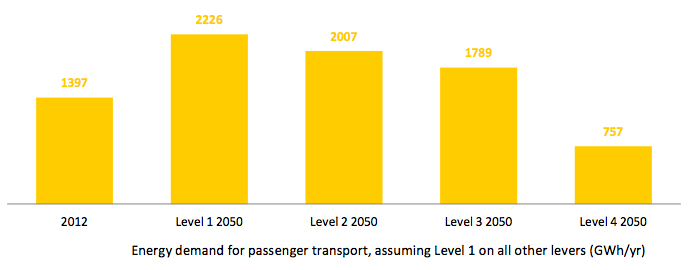 2226
2007
1789
1397
757
2012
Level 1 2050
Level 2 2050
Level 3 2050
Level 4 2050
Energy demand for passenger transport, assuming Level 1 on all other levers (GWh/yr)